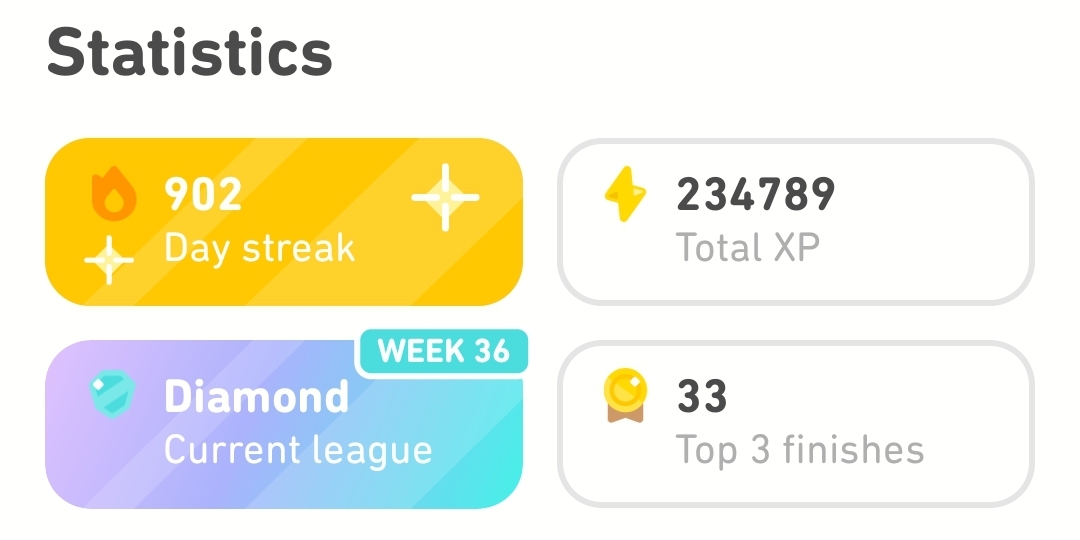 Statistics
902
Day streak
234789
Total XP
WEEK 36
Diamond
Current league
33
Top 3 finishes